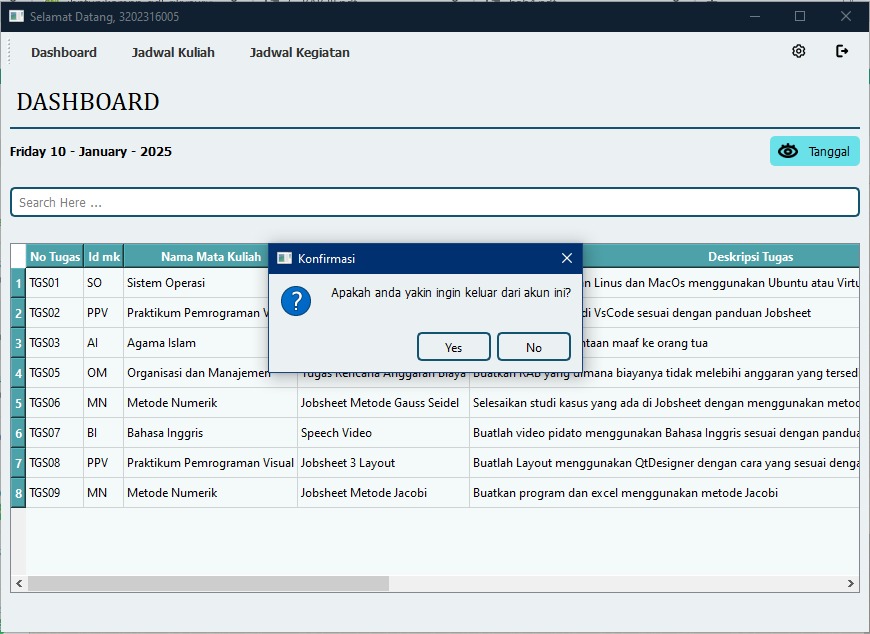 Selamat Datang, 3202316005
Dashboard Jadwal Kuliah Jadwal Kegiatan
DASHBOARD
Friday 10 - January - 2025 Tanggal
Search Here ...
No Tugas Id mk Nama Mata Kuliah Deskripsi Tugas
Konfirmasi
Apakah anda yakin ingin keluar dari akun ini?
Yes No
1 TGS01 SO Sistem Operasi n Linus dan MacOs menggunakan Ubuntu atau Virtu
2 TGS02 PPV Praktikum Pemrograman V di VsCode sesuai dengan panduan Jobsheet
3 TGS03 AI Agama Islam ntaan maaf ke orang tua
4 TGS05 OM Organisasi dan Manajemen Tugas Rencana Anggaran Biaya Buatkan RAB yang dimana biayanya tidak melebihi anggaran yang tersed
5 TGS06 MN Metode Numerik Jobsheet Metode Gauss Seidel Selesaikan studi kasus yang ada di Jobsheet dengan menggunakan metod
6 TGS07 BI Bahasa Inggris Speech Video Buatlah video pidato menggunakan Bahasa Inggris sesuai dengan pandua
7 TGS08 PPV Praktikum Pemrograman Visual Jobsheet 3 Layout Buatlah Layout menggunakan QtDesigner dengan cara yang sesuai denga
8 TGS09 MN Metode Numerik Jobsheet Metode Jacobi Buatkan program dan excel menggunakan metode Jacobi